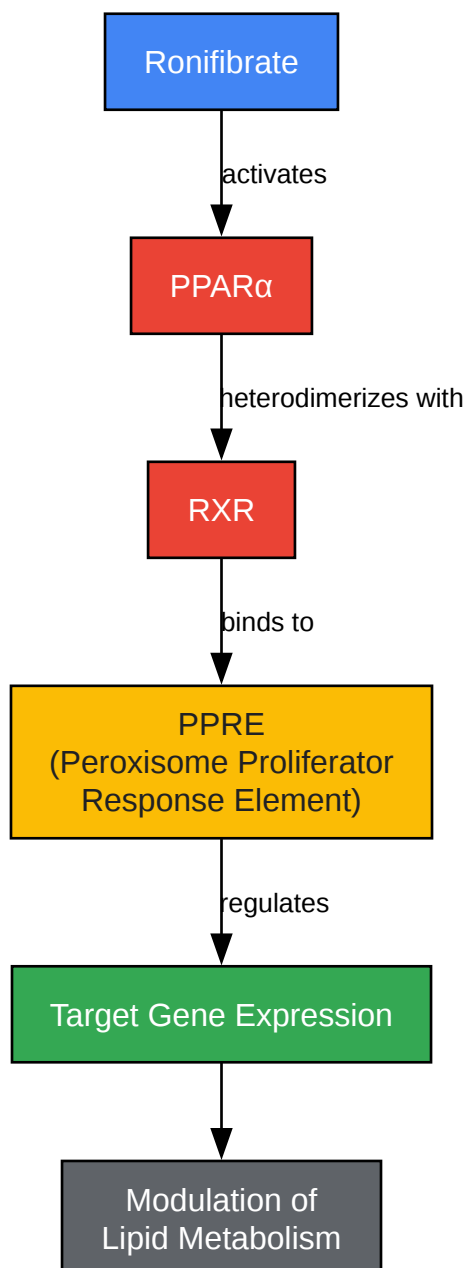 Ronifibrate
activates
PPARα
heterodimerizes with
RXR
binds to
PPRE
(Peroxisome Proliferator
Response Element)
regulates
Target Gene Expression
Modulation of
Lipid Metabolism